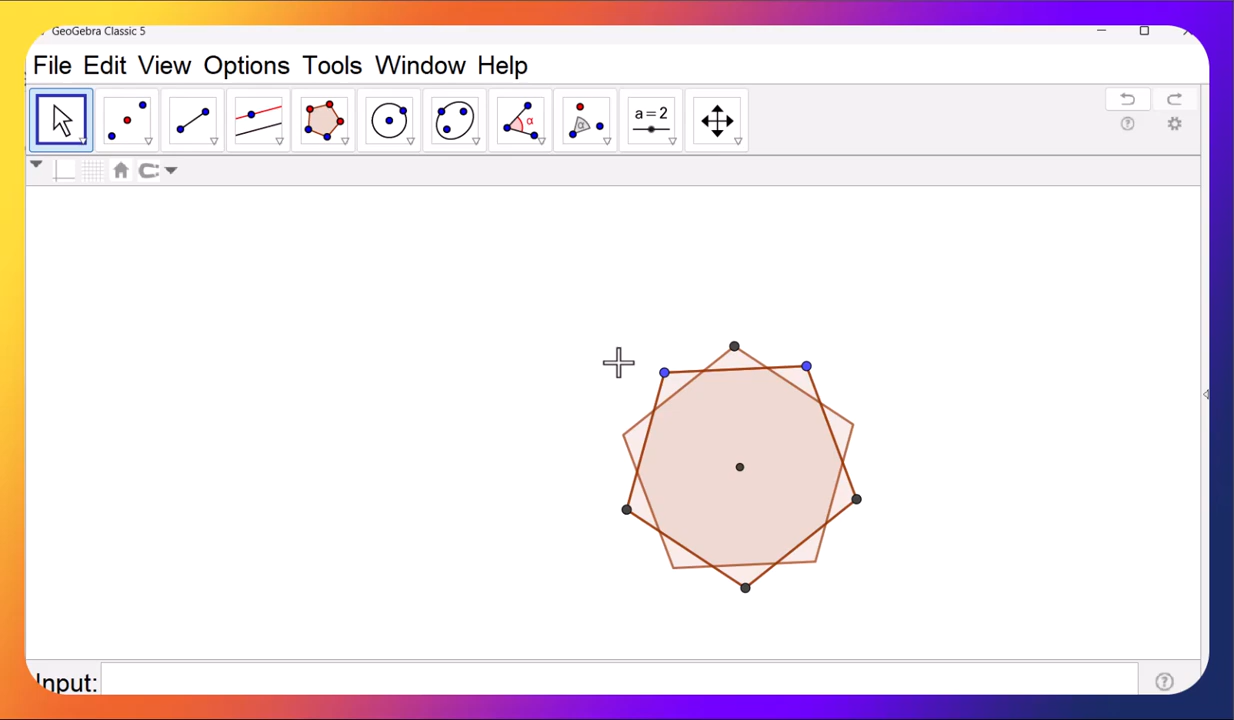 GeoGebra Classic 5
File Edit View Options Tools Window Help
α
α
a = 2
Input: